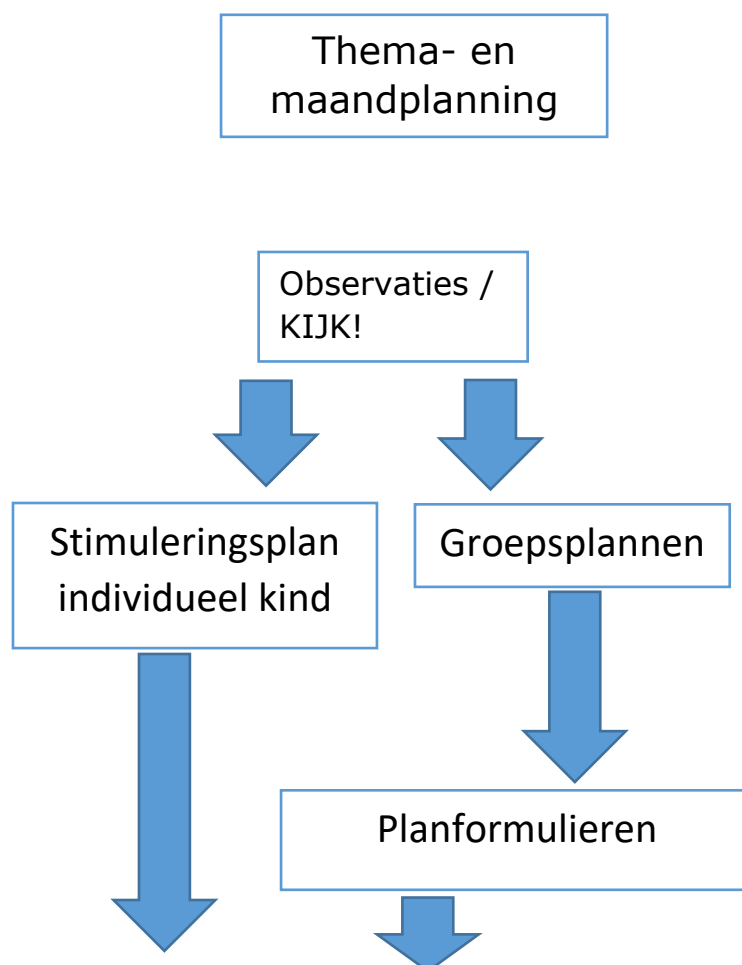 Thema- en
maandplanning
Observaties /
KIJK!
Stimuleringsplan
individueel kind
Groepsplannen
Planformulieren